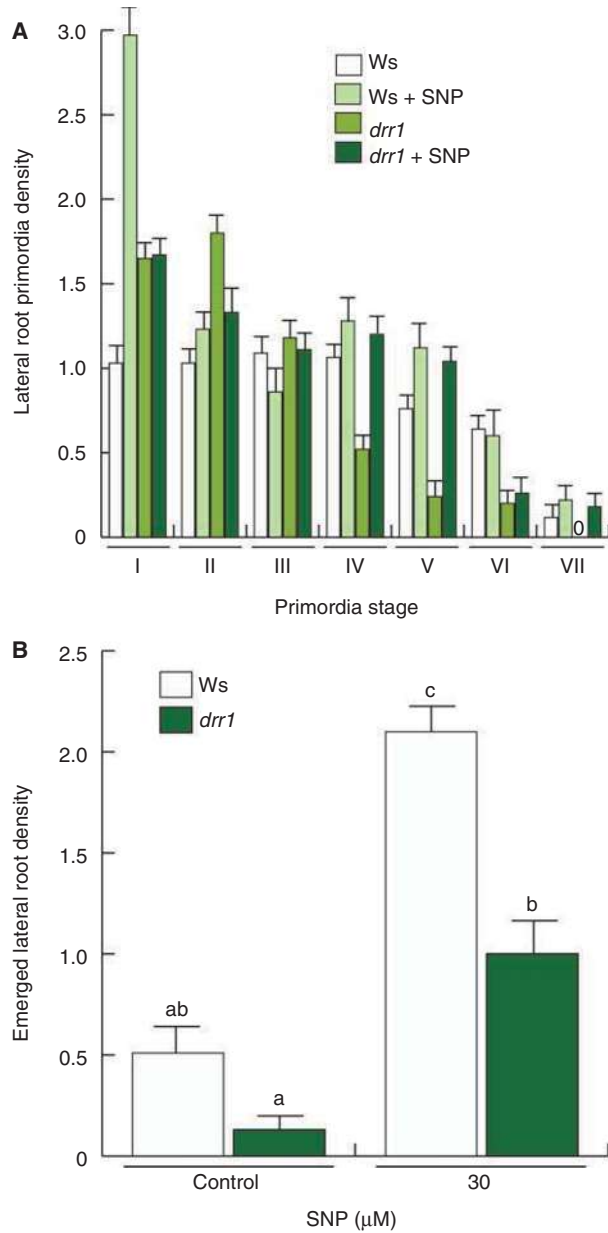 A
Lateral root primordia density
3.0
2.5
2.0
1.5
1.0
0.5
0
Ws
Ws + SNP
drr1
drr1 + SNP
0
I II III IV V VI VII
Primordia stage
B
Emerged lateral root density
2.5
2.0
1.5
1.0
0.5
0
Ws
drr1
ab
a
c
b
Control 30
SNP (μM)